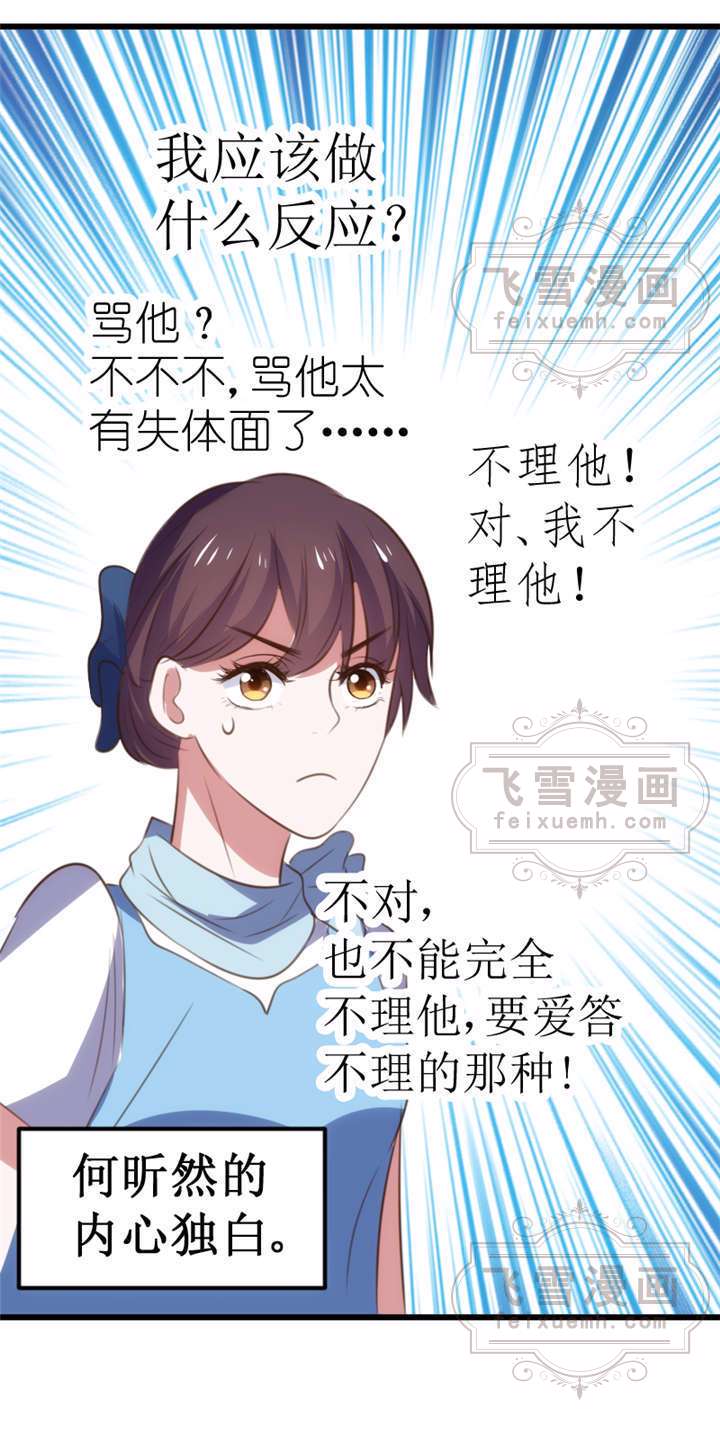 我应该做
什么反应？
飞雪漫画
feixuemh.com
骂他？
不不不，骂他太
有失体面了……
不理他！
对、我不
理他！
飞雪漫画
feixuemh.com
不对，
也不能完全
不理他，要爱答
不理的那种！
何昕然的
内心独白。
飞雪漫画
feixuemh.com